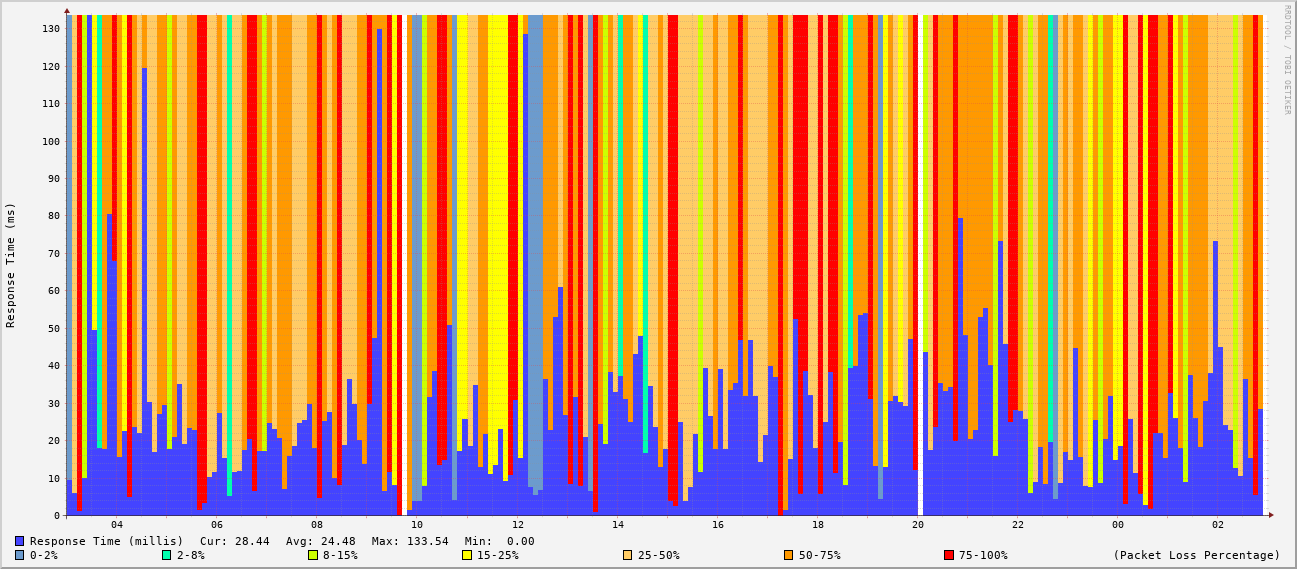 130
120
110
100
90
80
70
60
50
40
30
20
10
0
Response Time (ms)
RRDTOOL / TOBI OETIKER
04 06 08 10 12 14 16 18 20 22 00 02
Response Time (millis) Cur: 28.44 Avg: 24.48 Max: 133.54 Min: 0.00
0-2% 2-8% 8-15% 15-25% 25-50% 50-75% 75-100% (Packet Loss Percentage)